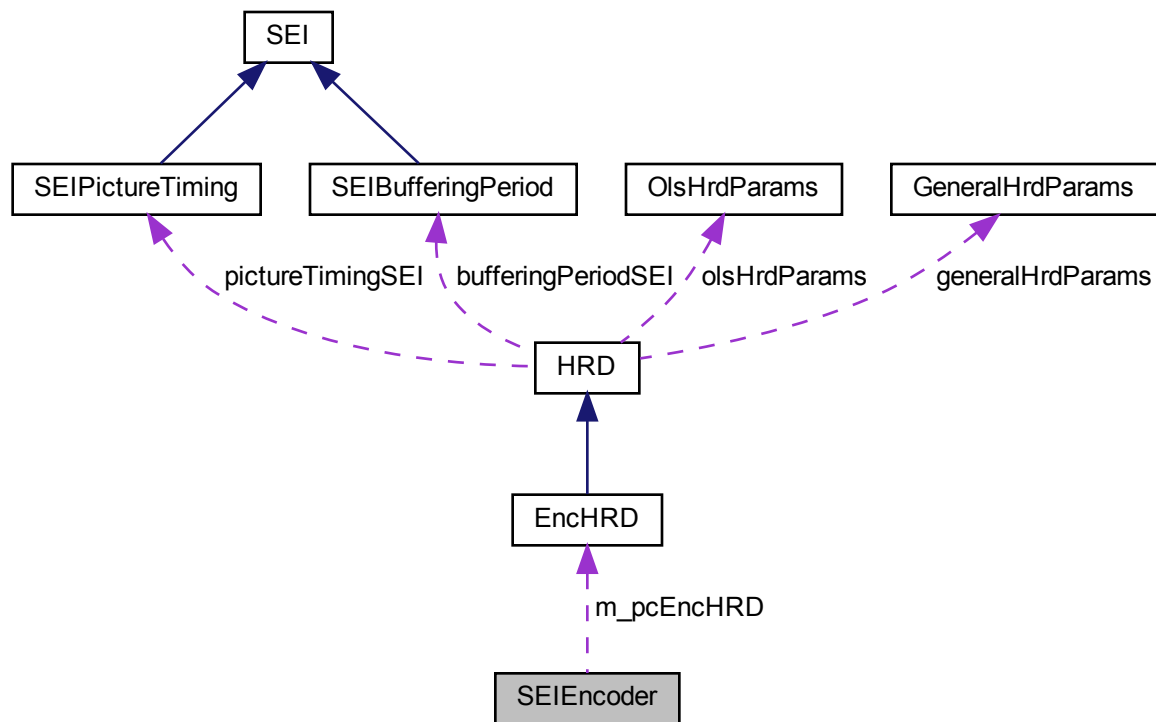 SEI
SEIPictureTiming
SEIBufferingPeriod
OlsHrdParams
GeneralHrdParams
pictureTimingSEI
bufferingPeriodSEI
olsHrdParams
generalHrdParams
HRD
EncHRD
m_pcEncHRD
SEIEncoder